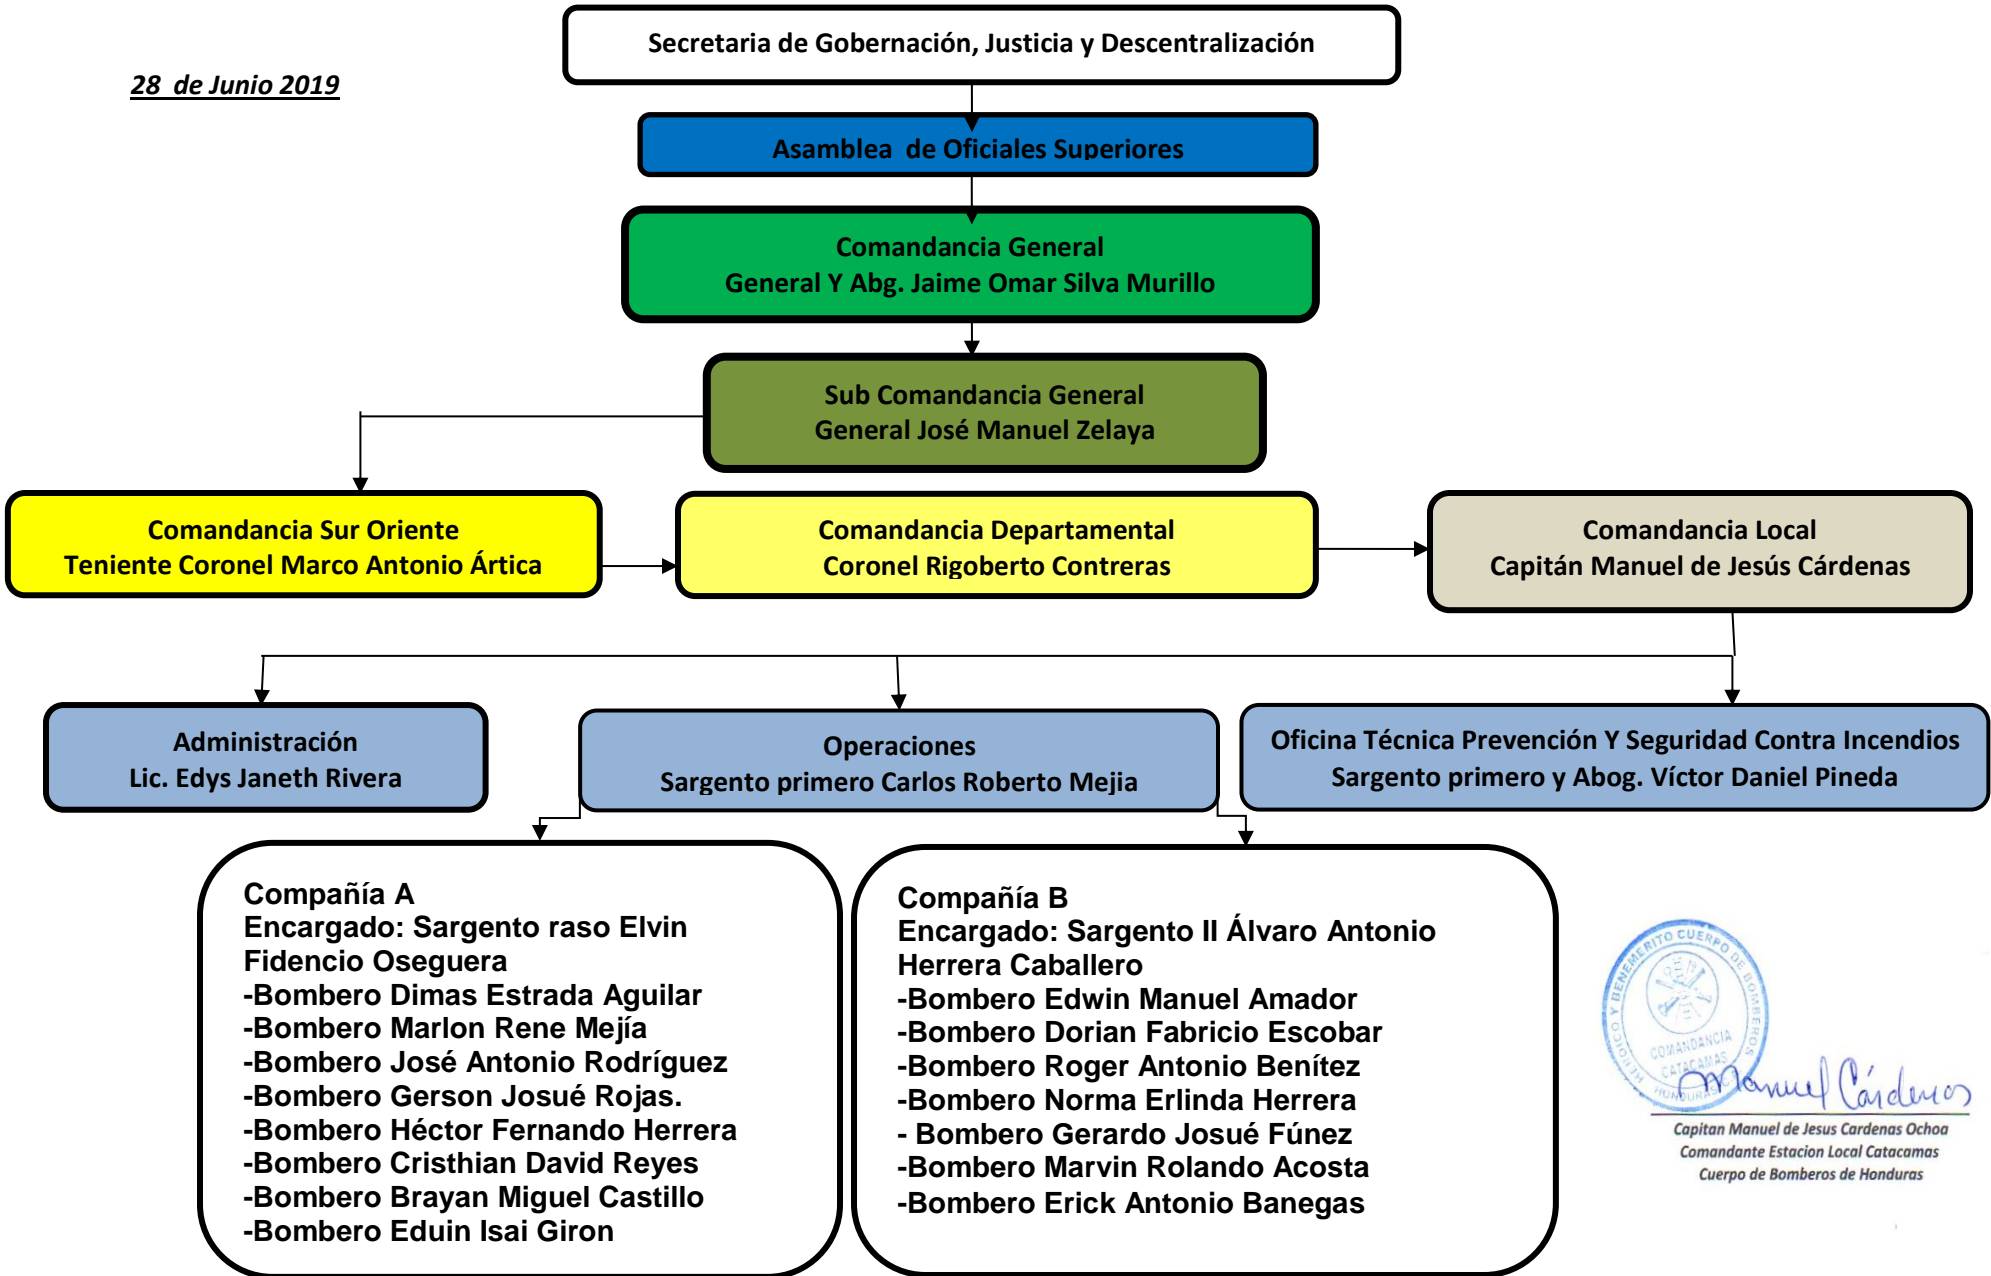 28 de Junio 2019
Secretaria de Gobernación, Justicia y Descentralización
Asamblea de Oficiales Superiores
Comandancia General
General Y Abg. Jaime Omar Silva Murillo
Sub Comandancia General
General José Manuel Zelaya
Comandancia Sur Oriente
Teniente Coronel Marco Antonio Ártica
Comandancia Departamental
Coronel Rigoberto Contreras
Comandancia Local
Capitán Manuel de Jesús Cárdenas
Administración
Lic. Edys Janeth Rivera
Operaciones
Sargento primero Carlos Roberto Mejia
Oficina Técnica Prevención Y Seguridad Contra Incendios
Sargento primero y Abog. Víctor Daniel Pineda
Compañía A
Encargado: Sargento raso Elvin
Fidencio Oseguera
-Bombero Dimas Estrada Aguilar
-Bombero Marlon Rene Mejía
-Bombero José Antonio Rodríguez
-Bombero Gerson Josué Rojas.
-Bombero Héctor Fernando Herrera
-Bombero Cristhian David Reyes
-Bombero Brayan Miguel Castillo
-Bombero Eduin Isai Giron
Compañía B
Encargado: Sargento II Álvaro Antonio
Herrera Caballero
-Bombero Edwin Manuel Amador
-Bombero Dorian Fabricio Escobar
-Bombero Roger Antonio Benítez
-Bombero Norma Erlinda Herrera
- Bombero Gerardo Josué Fúnez
-Bombero Marvin Rolando Acosta
-Bombero Erick Antonio Banegas
HEROICO Y BENEMERITO CUERPO DE BOMBEROS
COMANDANCIA
CATACAMAS
HONDURAS
Manuel Cárdenas
Capitan Manuel de Jesus Cardenas Ochoa
Comandante Estacion Local Catacamas
Cuerpo de Bomberos de Honduras